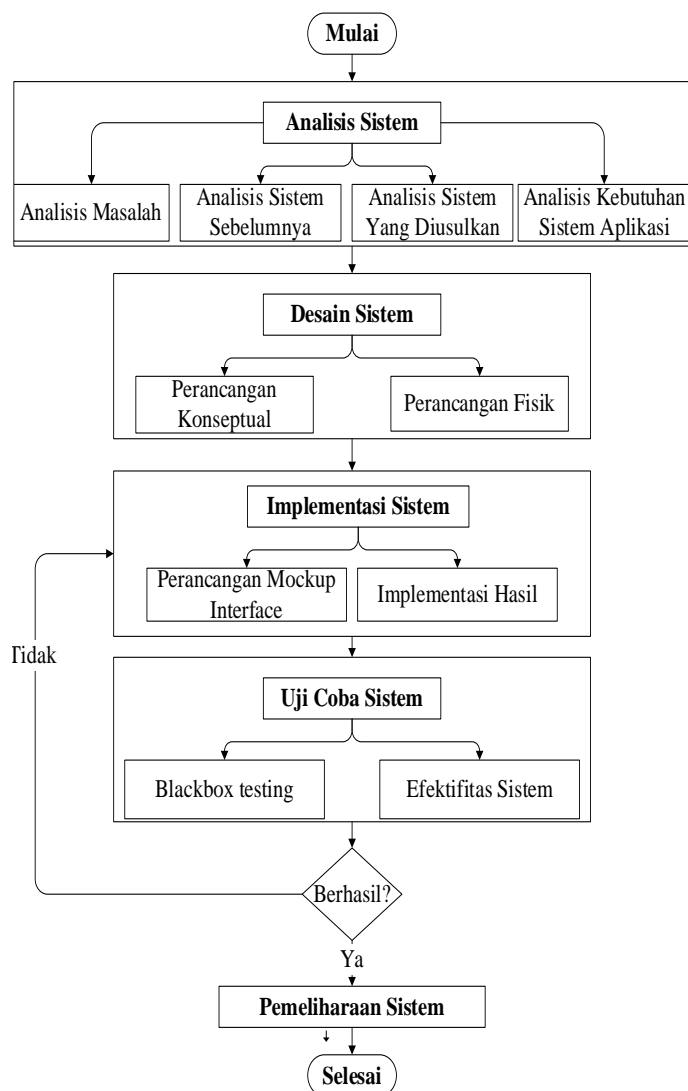 Mulai
Analisis Sistem
Analisis Masalah
Analisis Sistem
Sebelumnya
Analisis Sistem
Yang Diusulkan
Analisis Kebutuhan
Sistem Aplikasi
Desain Sistem
Perancangan
Konseptual
Perancangan Fisik
Implementasi Sistem
Perancangan Mockup
Interface
Implementasi Hasil
Tidak
Uji Coba Sistem
Blackbox testing
Efektifitas Sistem
Berhasil?
Ya
Pemeliharaan Sistem
Selesai